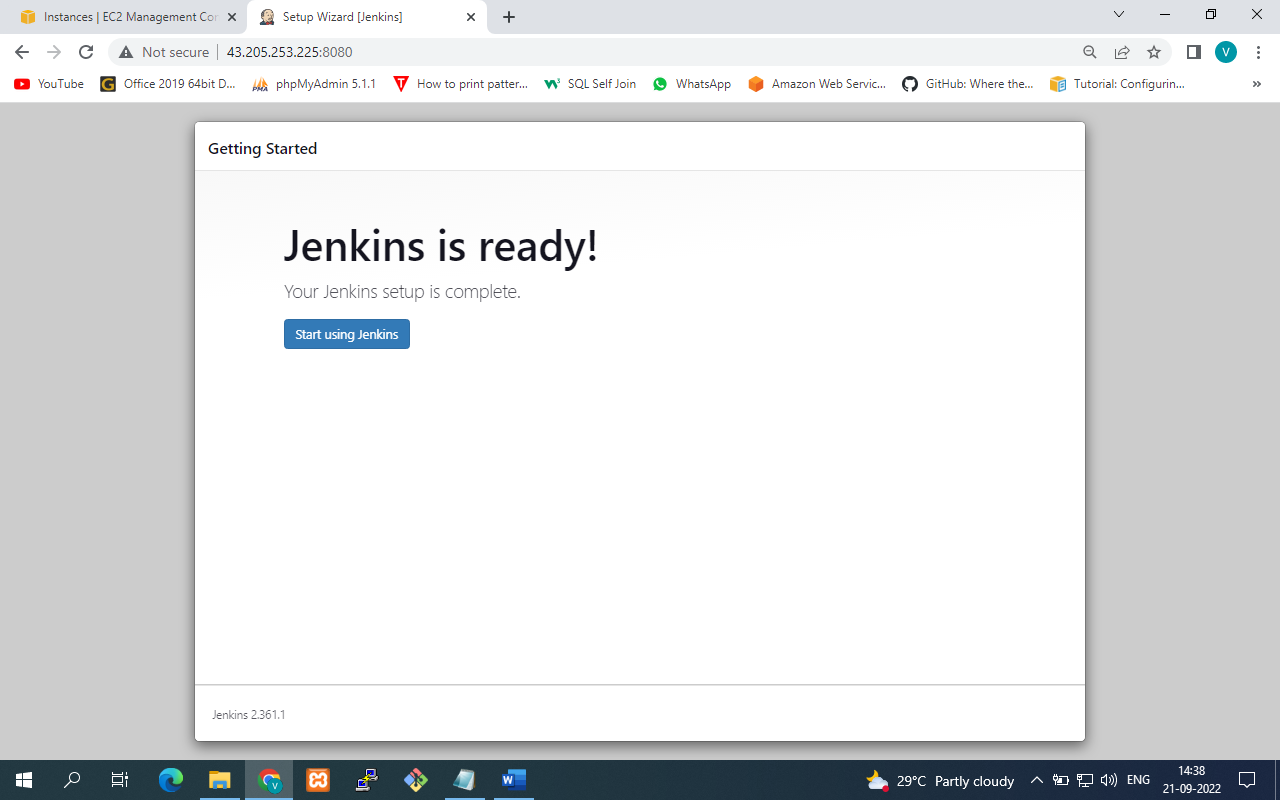 Instances | EC2 Management Con
Setup Wizard [Jenkins]
Not secure
43.205.253.225:8080
V
YouTube
Office 2019 64bit D...
phpMyAdmin 5.1.1
How to print patter...
SQL Self Join
WhatsApp
Amazon Web Servic...
GitHub: Where the...
Tutorial: Configurin...
»
Getting Started
Jenkins is ready!
Your Jenkins setup is complete.
Start using Jenkins
Jenkins 2.361.1
29°C Partly cloudy
ENG
14:38
21-09-2022